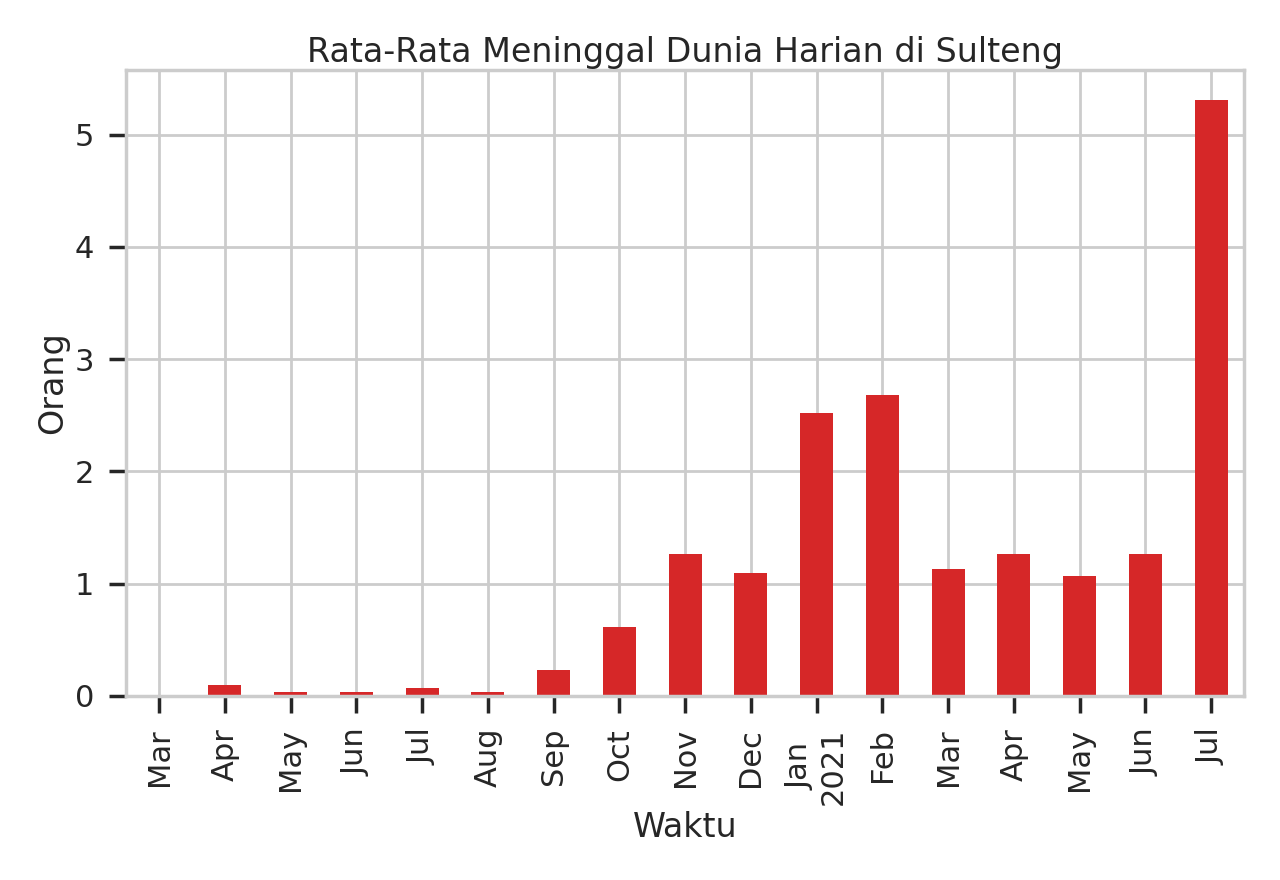 Rata-Rata Meninggal Dunia Harian di Sulteng
Orang
5
4
3
2
1
0
Mar
Apr
May
Jun
Jul
Aug
Sep
Oct
Nov
Dec
Jan
2021
Feb
Mar
Apr
May
Jun
Jul
Waktu